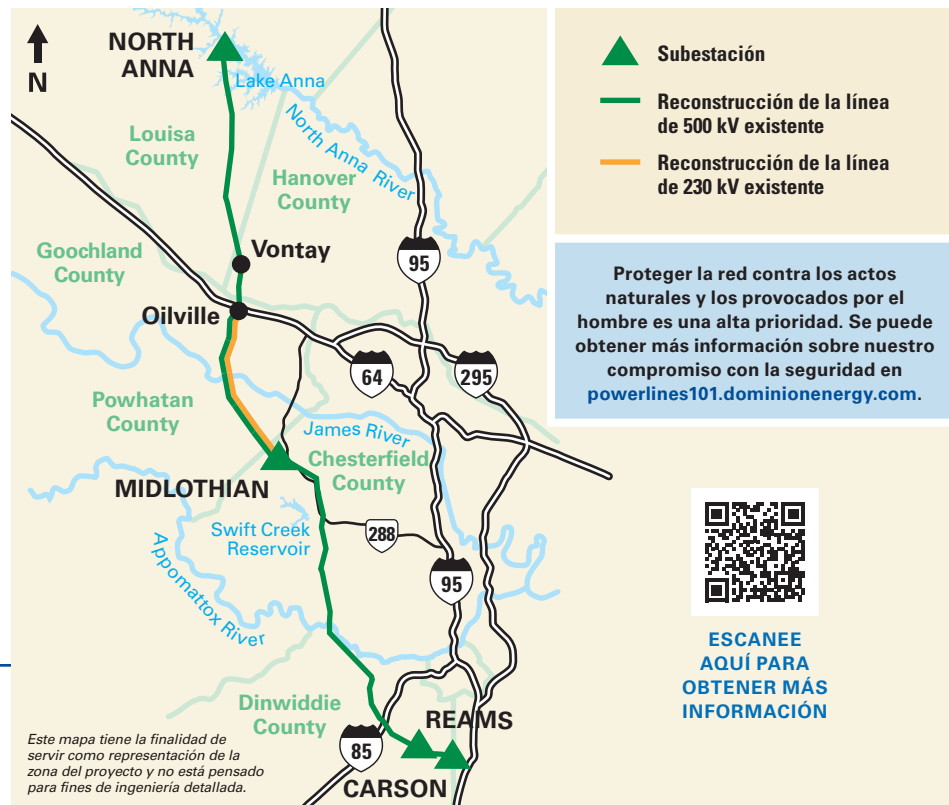 NORTH
ANNA
N
Lake Anna
Louisa
County
North Anna River
Hanover
County
Goochland
County
Vontay
95
Oilville
64
295
Powhatan
County
James River
Chesterfield
County
MIDLOTHIAN
Swift Creek
Reservoir
288
95
Appomattox River
Dinwiddie
County
REAMS
85
CARSON
Este mapa tiene la finalidad de
servir como representación de la
zona del proyecto y no está pensado
para fines de ingeniería detallada.
Subestación
Reconstrucción de la línea
de 500 kV existente
Reconstrucción de la línea
de 230 kV existente
Proteger la red contra los actos
naturales y los provocados por el
hombre es una alta prioridad. Se puede
obtener más información sobre nuestro
compromiso con la seguridad en
powerlines101.dominionenergy.com.
ESCANEE
AQUÍ PARA
OBTENER MÁS
INFORMACIÓN